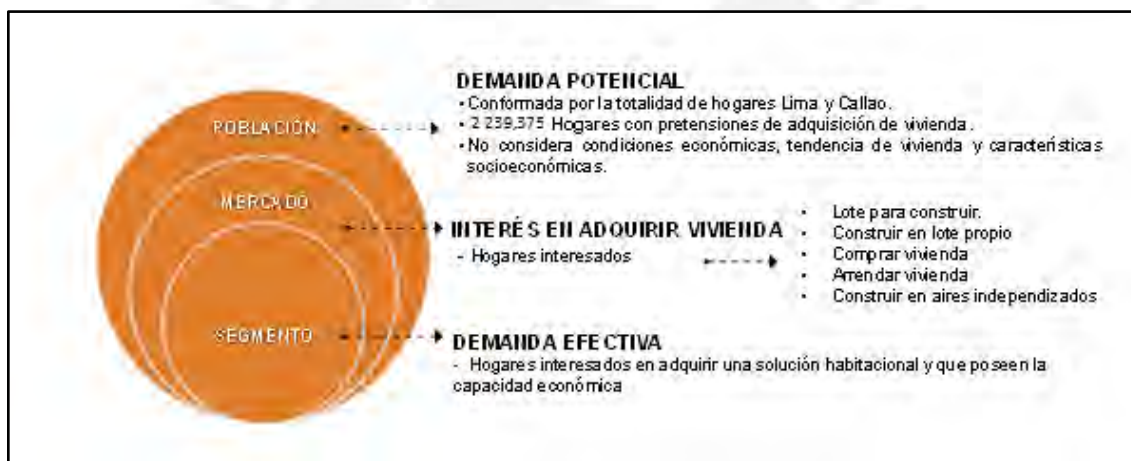 POBLACIÓN
MERCADO
SEGMENTO
DEMANDA POTENCIAL
• Conformada por la totalidad de hogares Lima y Callao.
• 2 239,375 Hogares con pretensiones de adquisición de vivienda.
• No considera condiciones económicas, tendencia de vivienda y características
socioeconómicas.
INTERÉS EN ADQUIRIR VIVIENDA
- Hogares interesados
• Lote para construir.
• Construir en lote propio
• Comprar vivienda
• Arrendar vivienda
• Construir en aires independizados
DEMANDA EFECTIVA
- Hogares interesados en adquirir una solución habitacional y que poseen la
capacidad económica